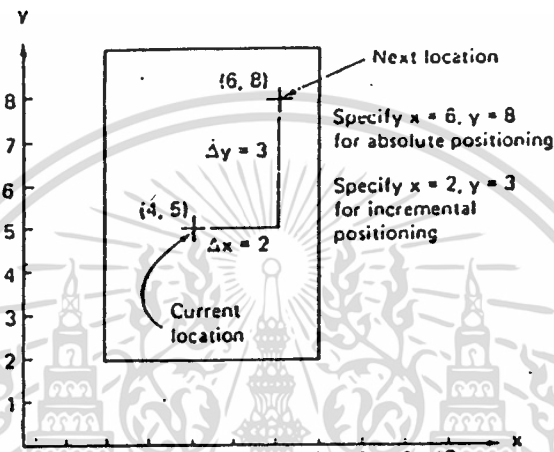 y
(6, 8)
Next location
8
Specify x = 6, y = 8
7
Δy = 3
for absolute positioning
6
Specify x = 2, y = 3
(4, 5)
for incremental
5
positioning
Δx = 2
4
3
Current
location
2
1
x